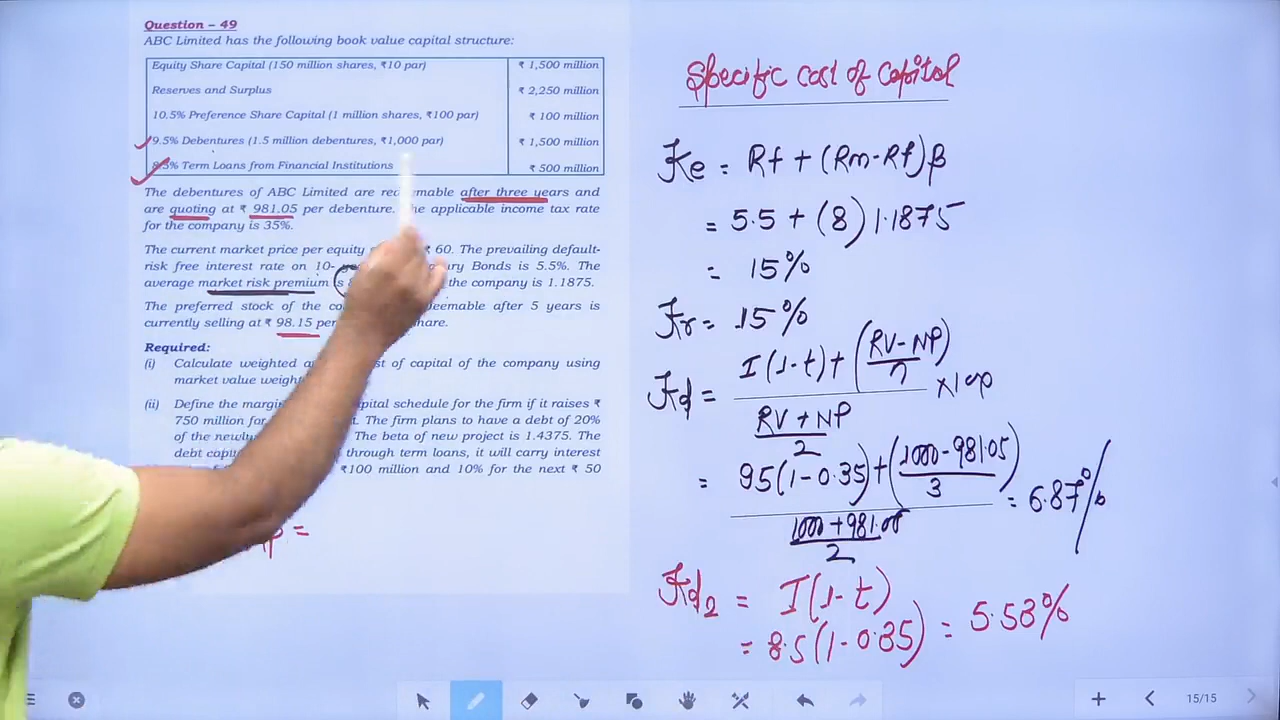 Question – 49
ABC Limited has the following book value capital structure:
Equity Share Capital (150 million shares, ₹10 par) ₹ 1,500 million
Reserves and Surplus ₹ 2,250 million
10.5% Preference Share Capital (1 million shares, ₹100 par) ₹ 100 million
9.5% Debentures (1.5 million debentures, ₹1,000 par) ₹ 1,500 million
8.5% Term Loans from Financial Institutions ₹ 500 million
The debentures of ABC Limited are after three years and
are quoting at ₹ 981.05 per debenture. applicable income tax rate
for the company is 35%.
The current market price per equity ₹ 60. The prevailing default-
risk free interest rate on 10- Bonds is 5.5%. The
average market risk premium is the company is 1.1875.
The preferred stock of the after 5 years is
currently selling at ₹ 98.15
Required:
(i) Calculate weighted of capital of the company using
market value
(ii) Define the schedule for the firm if it raises ₹
750 million The firm plans to have a debt of 20%
of the The beta of new project is 1.4375. The
debt through term loans, it will carry interest
₹100 million and 10% for the next ₹ 50
=
Specific cost of Capital
Ke = Rf + (Rm-Rf)β
= 5.5 + (8) 1.1875
= 15%
Kr = 15%
Kd = I(1-t) + (RV-NP)
n
× 100
RV + NP
2
= 95(1-0.35) + (1000-981.05)
3
= 6.87%
1000 + 981.05
2
Kd2 = I(1-t)
= 8.5(1-0.35) = 5.53%
15/15